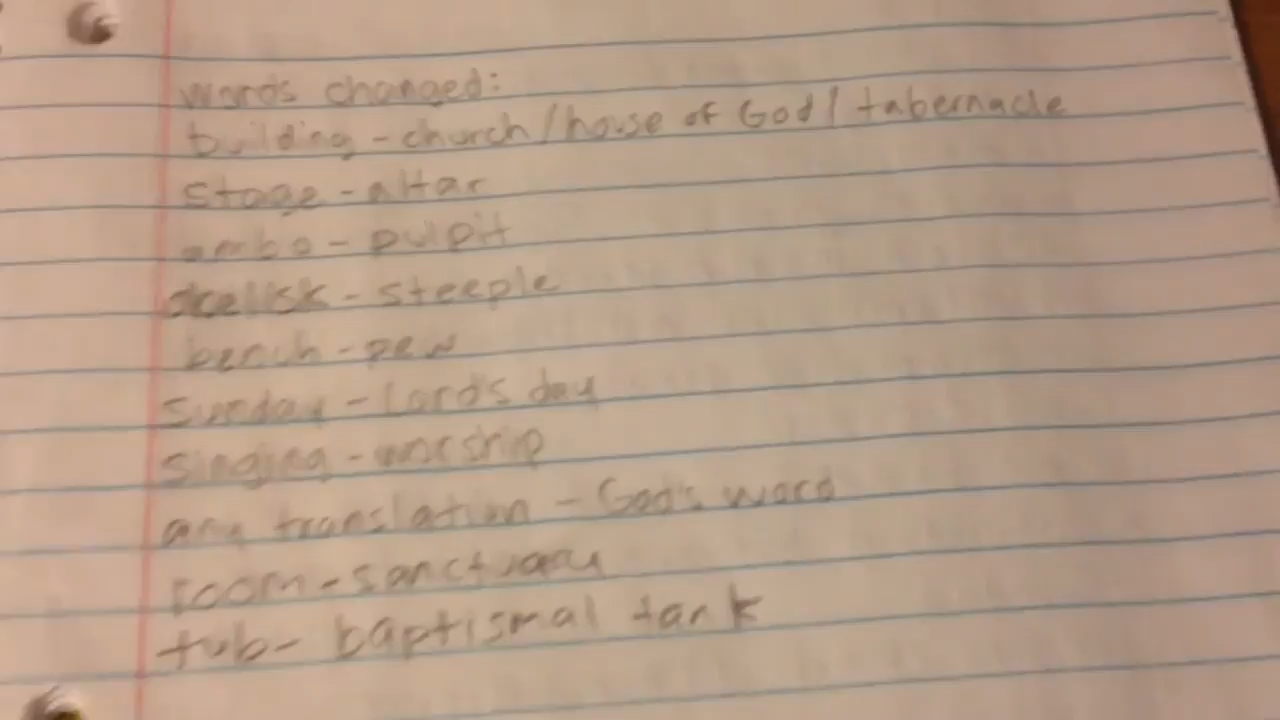 words changed:
building - church / house of God / tabernacle
stage - altar
ambo - pulpit
- steeple
bench - pew
Sunday - Lord's day
singing - worship
any translation - God's word
room - sanctuary
tub - baptismal tank